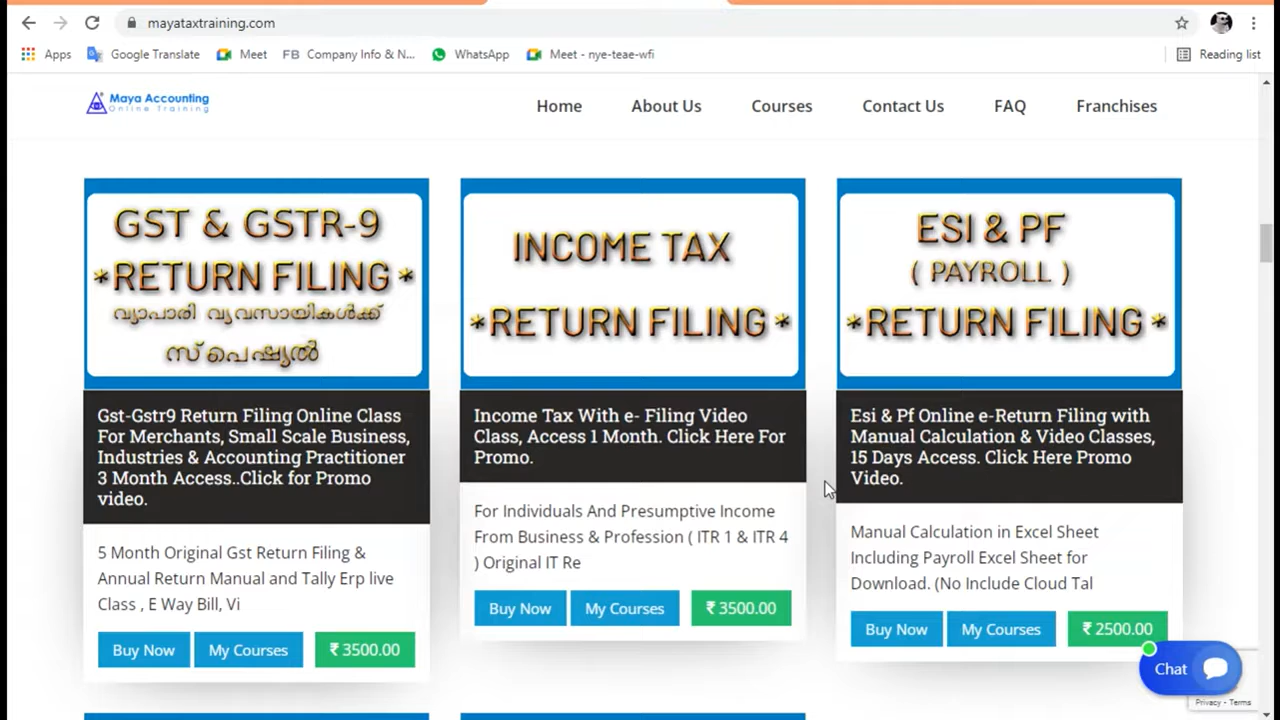 mayataxtraining.com
Apps Google Translate Meet FB Company Info & N... WhatsApp Meet - nye-teae-wfi Reading list
Maya Accounting
Online Training
Home About Us Courses Contact Us FAQ Franchises
GST & GSTR-9
*RETURN FILING*
വ്യാപാരി വ്യവസായികൾക്ക്
സ്പെഷ്യൽ
Gst-Gstr9 Return Filing Online Class
For Merchants, Small Scale Business,
Industries & Accounting Practitioner
3 Month Access..Click for Promo
video.
5 Month Original Gst Return Filing &
Annual Return Manual and Tally Erp live
Class , E Way Bill, Vi
Buy Now My Courses ₹ 3500.00
INCOME TAX
*RETURN FILING*
Income Tax With e- Filing Video
Class, Access 1 Month. Click Here For
Promo.
For Individuals And Presumptive Income
From Business & Profession ( ITR 1 & ITR 4
) Original IT Re
Buy Now My Courses ₹ 3500.00
ESI & PF
( PAYROLL )
*RETURN FILING*
Esi & Pf Online e-Return Filing with
Manual Calculation & Video Classes,
15 Days Access. Click Here Promo
Video.
Manual Calculation in Excel Sheet
Including Payroll Excel Sheet for
Download. (No Include Cloud Tal
Buy Now My Courses ₹ 2500.00
Chat
Privacy - Terms